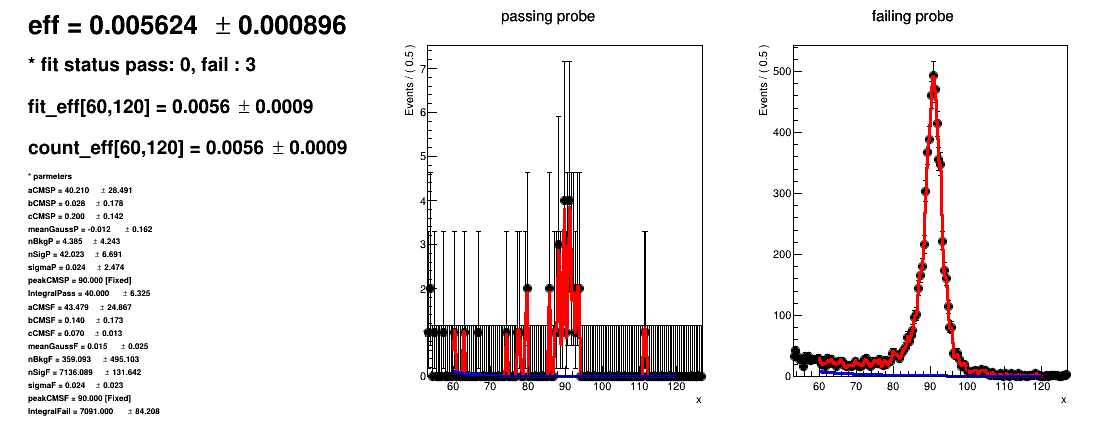 eff = 0.005624 ± 0.000896
* fit status pass: 0, fail : 3
fit_eff[60,120] = 0.0056 ± 0.0009
count_eff[60,120] = 0.0056 ± 0.0009
* parmeters
aCMSP = 40.210 ± 28.491
bCMSP = 0.028 ± 0.178
cCMSP = 0.200 ± 0.142
meanGaussP = -0.012 ± 0.162
nBkgP = 4.385 ± 4.243
nSigP = 42.023 ± 6.691
sigmaP = 0.024 ± 2.474
peakCMSP = 90.000 [Fixed]
IntegralPass = 40.000 ± 6.325
aCMSF = 43.479 ± 24.867
bCMSF = 0.140 ± 0.173
cCMSF = 0.070 ± 0.013
meanGaussF = 0.015 ± 0.025
nBkgF = 359.093 ± 495.103
nSigF = 7136.089 ± 131.642
sigmaF = 0.024 ± 0.023
peakCMSF = 90.000 [Fixed]
IntegralFail = 7091.000 ± 84.208
passing probe
Events / ( 0.5 )
7
6
5
4
3
2
1
0
60 70 80 90 100 110 120
x
failing probe
Events / ( 0.5 )
500
400
300
200
100
0
60 70 80 90 100 110 120
x